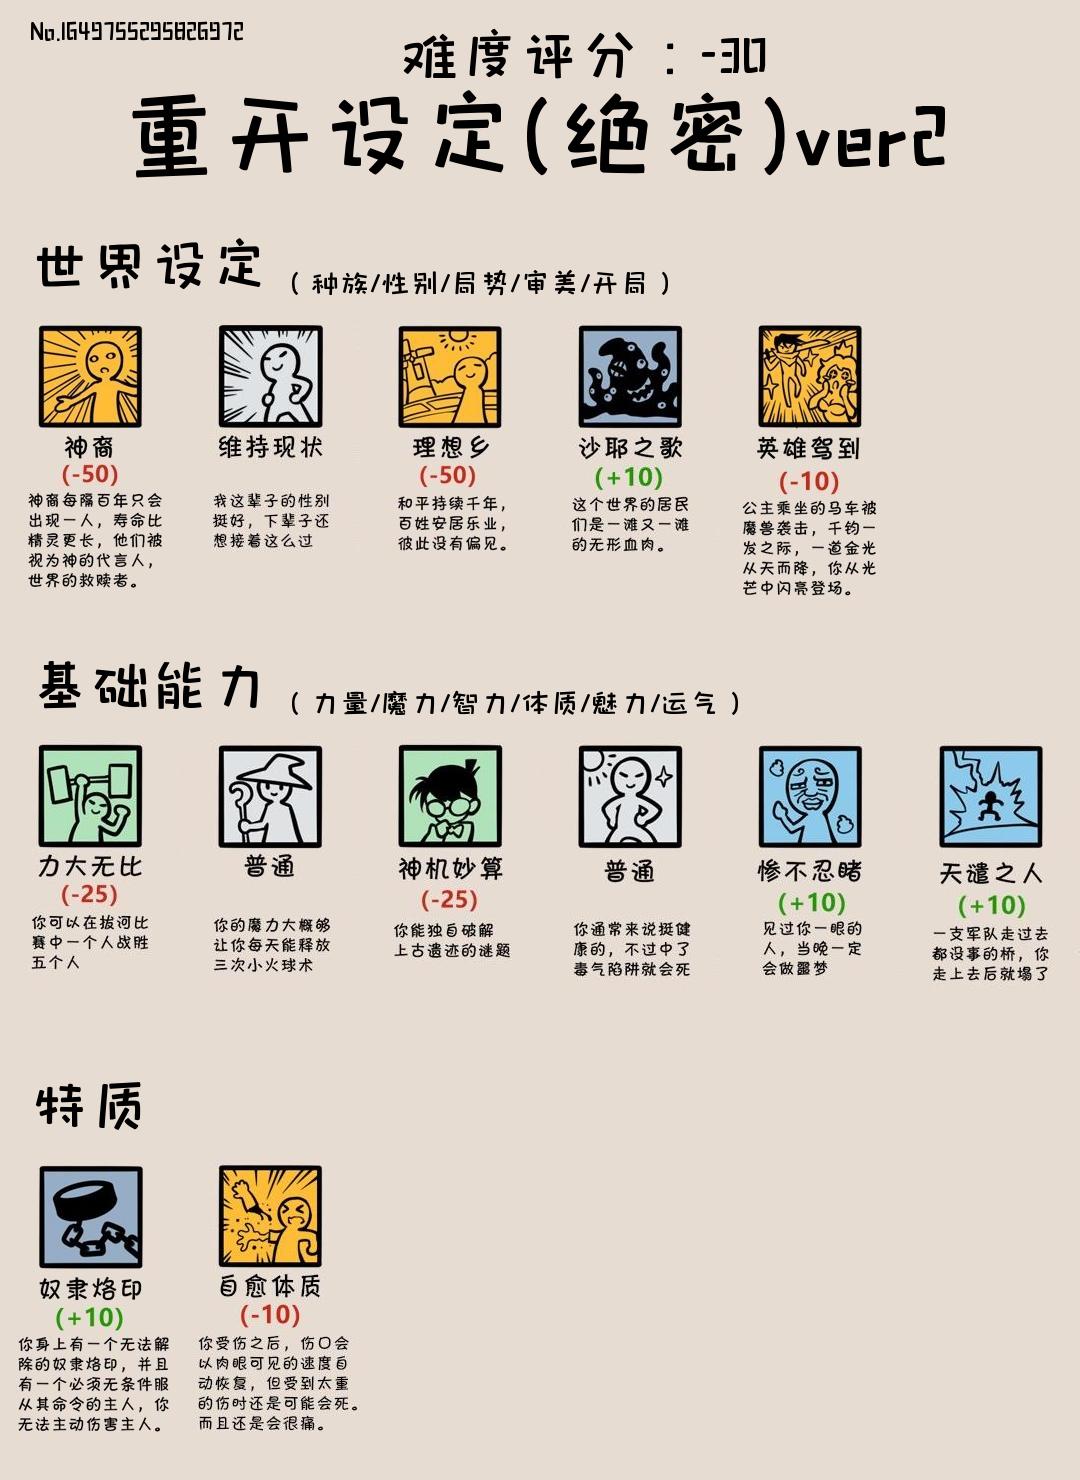 No.1649755295826972
难度评分：-30
重开设定(绝密)ver2
世界设定
(种族/性别/局势/审美/开局)
神裔
(-50)
神裔每隔百年只会
出现一人，寿命比
精灵更长，他们被
视为神的代言人，
世界的救赎者。
维持现状
我这辈子的性别
挺好，下辈子还
想接着这么过
理想乡
(-50)
和平持续千年，
百姓安居乐业，
彼此没有偏见。
沙耶之歌
(+10)
这个世界的居民
们是一滩又一滩
的无形血肉。
英雄驾到
(-10)
公主乘坐的马车被
魔兽袭击，千钧一
发之际，一道金光
从天而降，你从光
芒中闪亮登场。
基础能力
(力量/魔力/智力/体质/魅力/运气)
力大无比
(-25)
你可以在拔河比
赛中一个人战胜
五个人
普通
你的魔力大概够
让你每天能释放
三次小火球术
神机妙算
(-25)
你能独自破解
上古遗迹的谜题
普通
你通常来说挺健
康的，不过中了
毒气陷阱就会死
惨不忍睹
(+10)
见过你一眼的
人，当晚一定
会做噩梦
天谴之人
(+10)
一支军队走过去
都没事的桥，你
走上去后就塌了
特质
奴隶烙印
(+10)
你身上有一个无法解
除的奴隶烙印，并且
有一个必须无条件服
从其命令的主人，你
无法主动伤害主人。
自愈体质
(-10)
你受伤之后，伤口会
以肉眼可见的速度自
动恢复，但受到太重
的伤时还是可能会死。
而且还是会很痛。